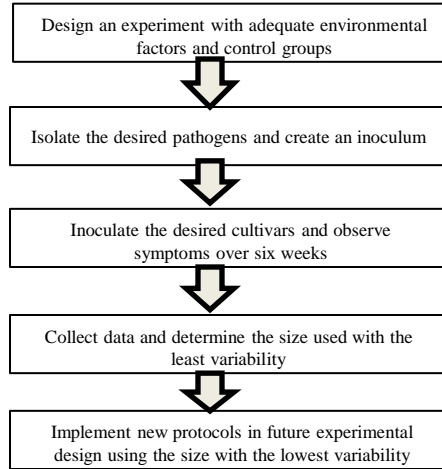 Design an experiment with adequate environmental
factors and control groups
Isolate the desired pathogens and create an inoculum
Inoculate the desired cultivars and observe
symptoms over six weeks
Collect data and determine the size used with the
least variability
Implement new protocols in future experimental
design using the size with the lowest variability